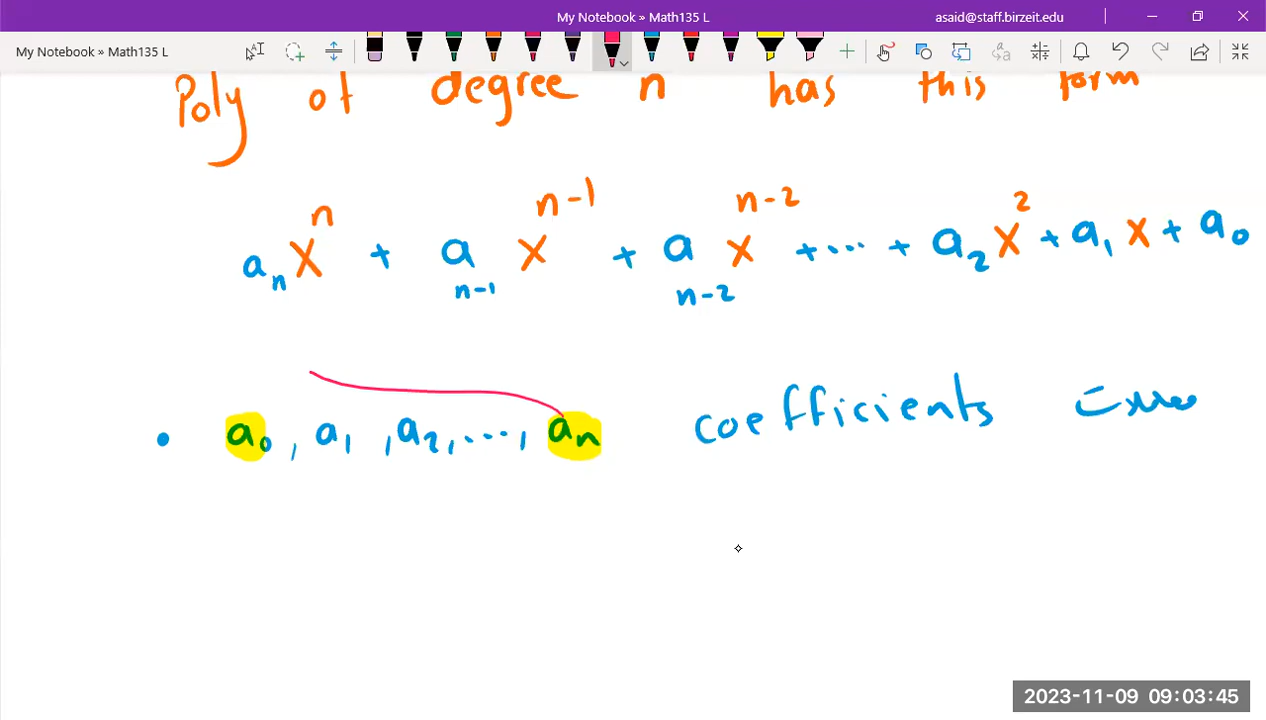 My Notebook » Math135 L
asaid@staff.birzeit.edu
My Notebook » Math135 L
Poly of degree n has this form
aₙxⁿ + aₙ₋₁xⁿ⁻¹ + aₙ₋₂xⁿ⁻² + ... + a₂x² + a₁x + a₀
• a₀, a₁, a₂, ..., aₙ coefficients
2023-11-09 09:03:45